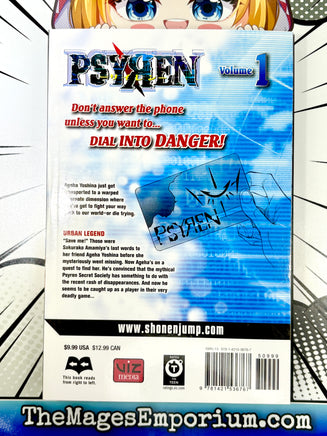 PSYREN
Volume 1
Don't answer the phone
unless you want to...
DIAL INTO DANGER!
Ageha Yoshina just got
teleported to a warped
alternate dimension where
you've got to fight your way
back to our world—or die trying.
PSYREN
URBAN LEGEND
"Save me!" Those were
Sakurako Amamiya's last words to
her friend Ageha Yoshina before she
mysteriously went missing. Now Ageha's on a
quest to find her. He's convinced that the mythical
Psyren Secret Society has something to do
with the recent rash of disappearances. And now
he seems to be caught up as a player in their very
deadly game...
www.shonenjump.com
$9.99 USA $12.99 CAN
50999
This book reads
from right to left.
VIZ
media
T
TEEN
ratings.viz.com
TheMagesEmporium.com